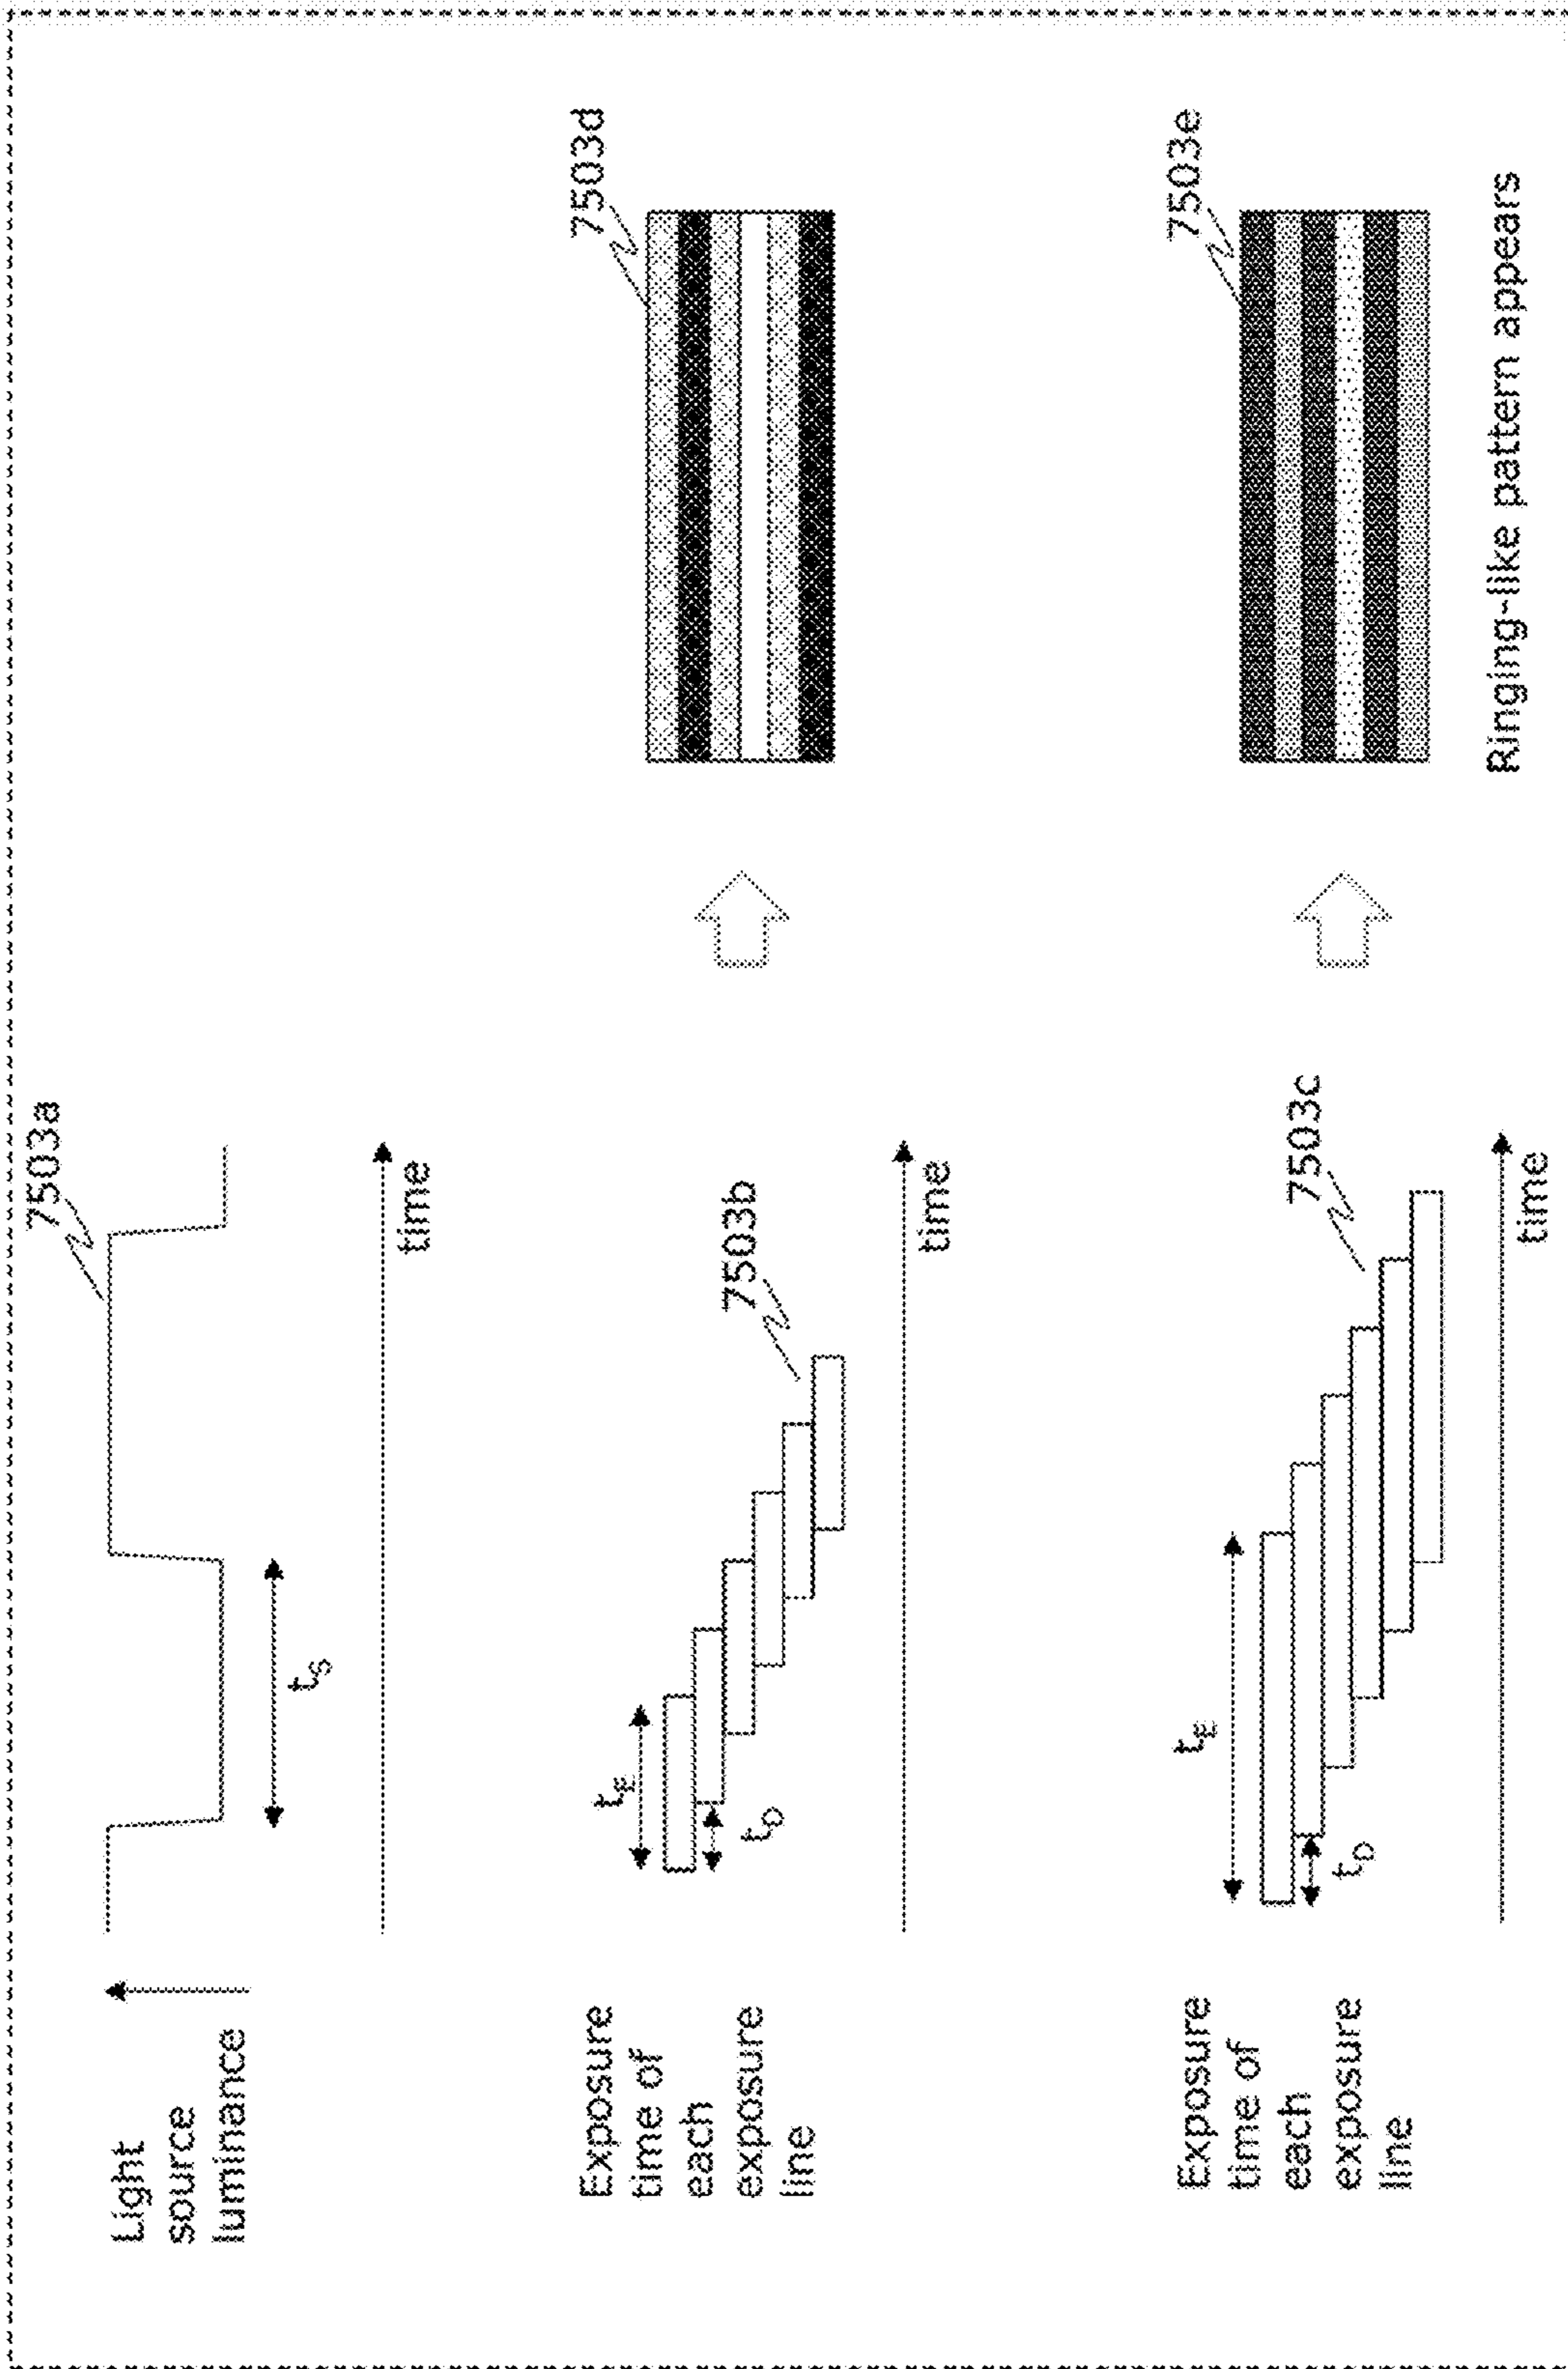 Light
source
luminance
7503a
t_S
time
Exposure
time of
each
exposure
line
t_E
t_D
7503b
time
7503d
Exposure
time of
each
exposure
line
t_E
t_D
7503c
time
7503e
Ringing-like pattern appears